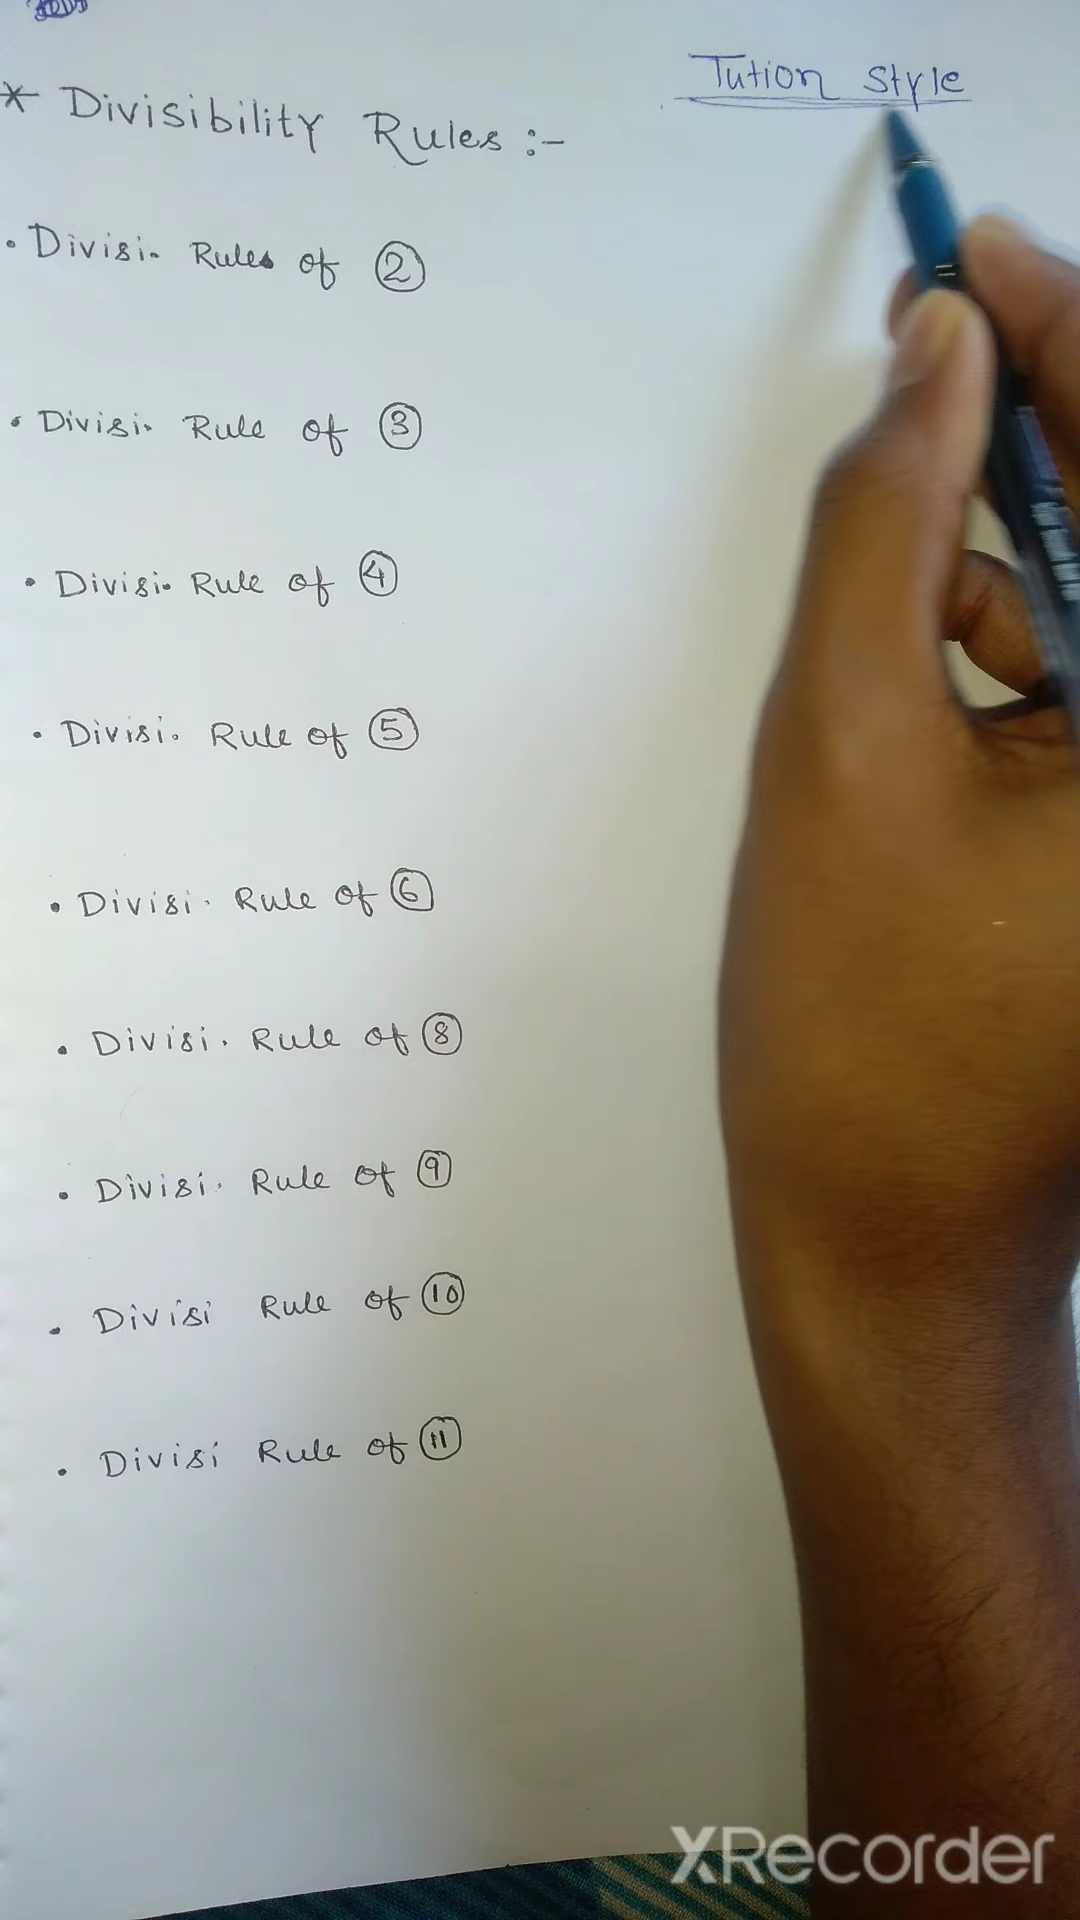 Tution Style
* Divisibility Rules :-
• Divisi. Rules of 2
• Divisi. Rule of 3
• Divisi. Rule of 4
• Divisi. Rule of 5
• Divisi. Rule of 6
• Divisi. Rule of 8
• Divisi. Rule of 9
• Divisi Rule of 10
• Divisi Rule of 11
XRecorder